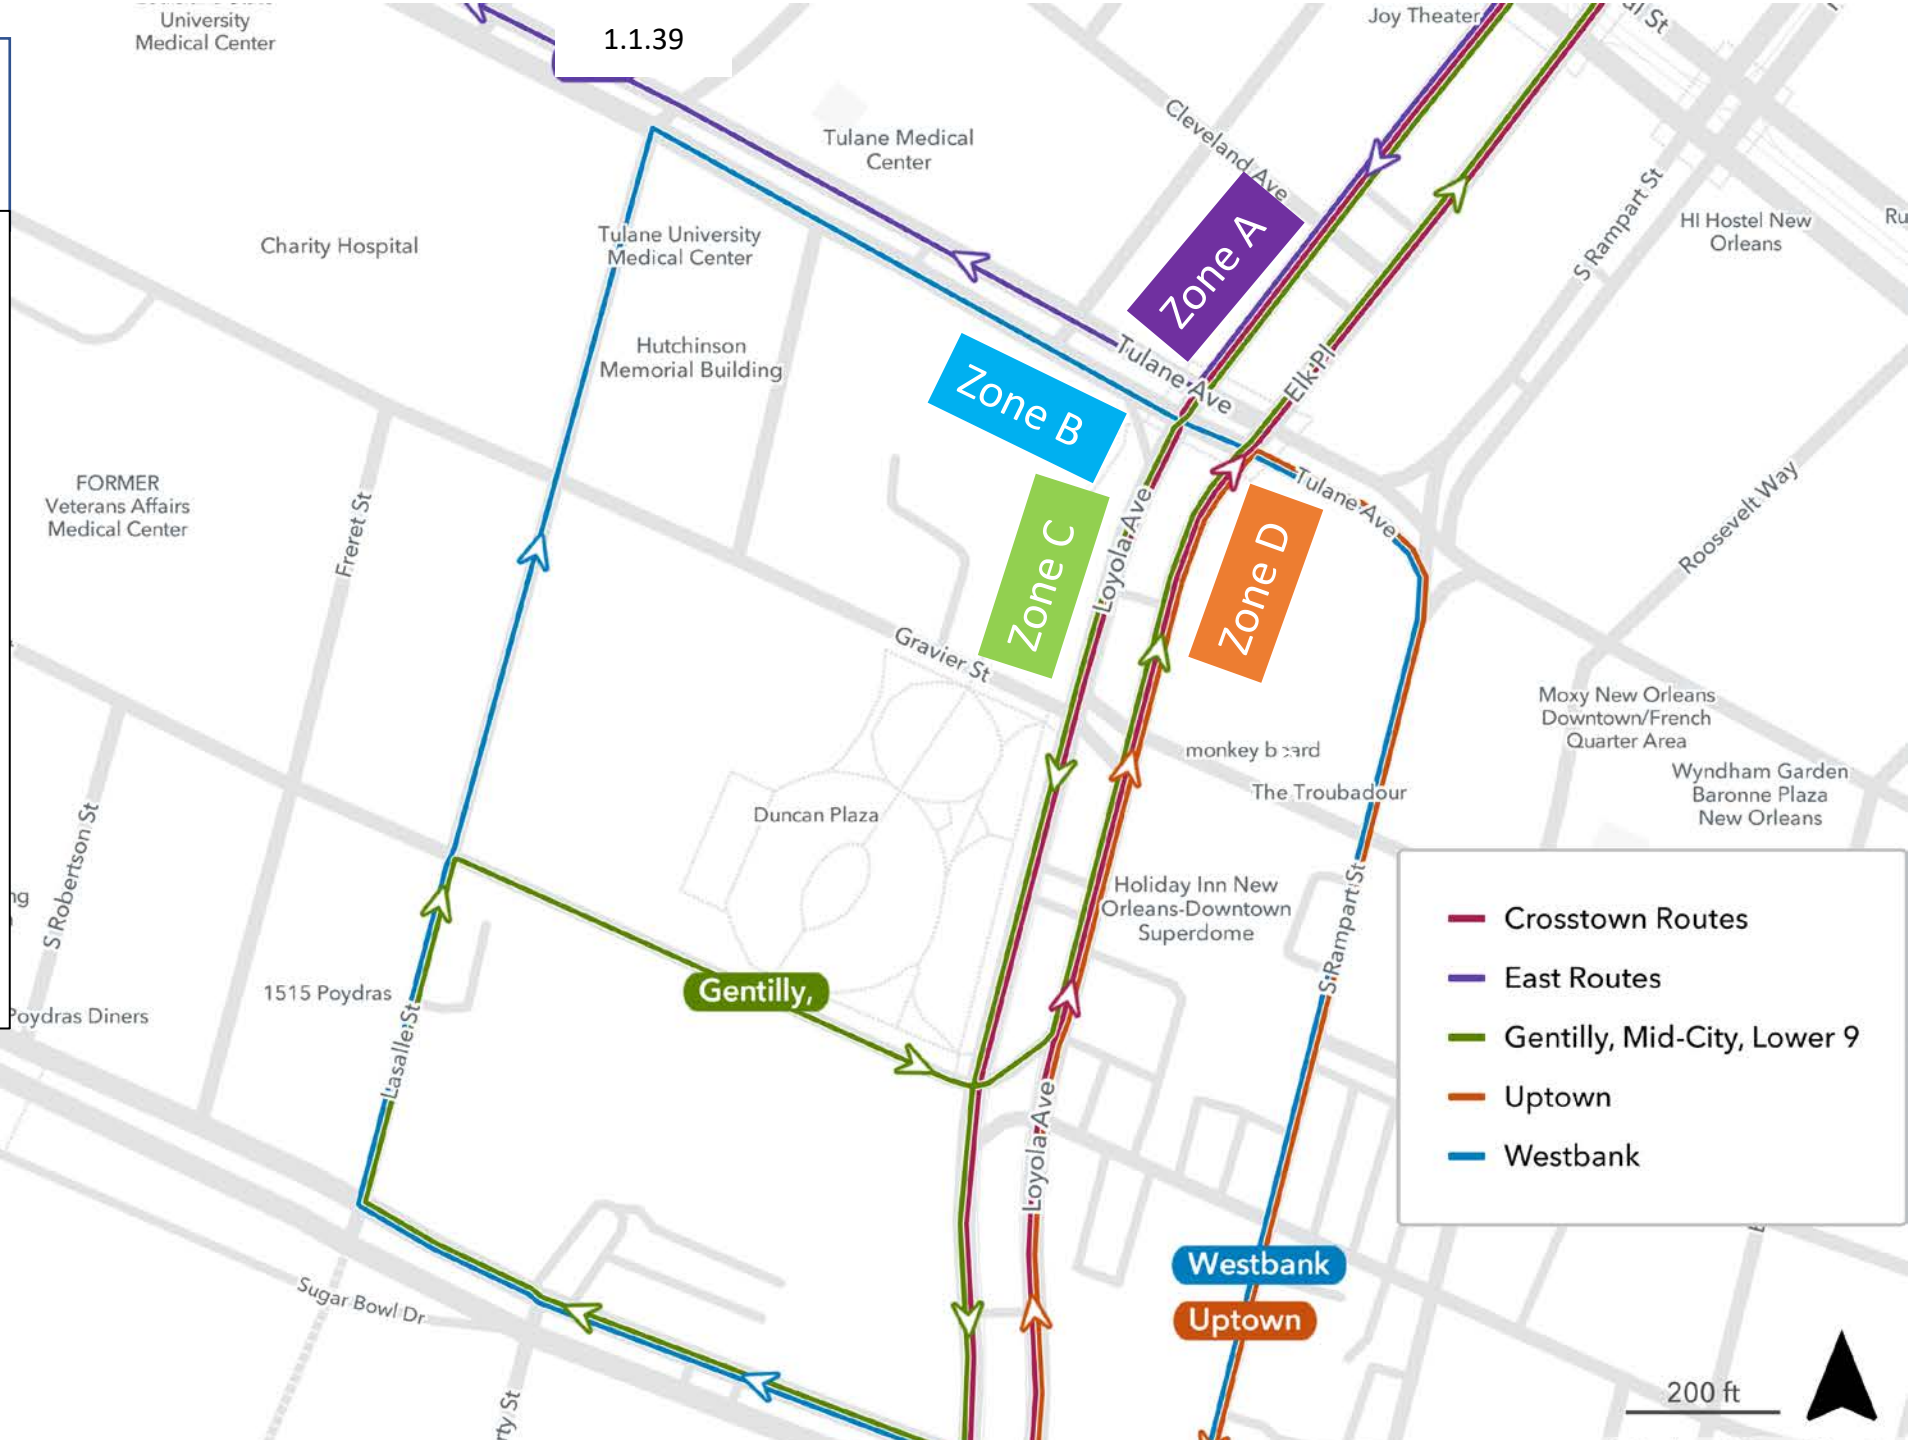 University
Medical Center
1.1.39
Joy Theater
Cleveland Ave
Tulane Medical
Center
S Rampart St
HI Hostel New
Orleans
Ru
Charity Hospital
Tulane University
Medical Center
Zone A
Hutchinson
Memorial Building
Tulane Ave
Elk Pl
Zone B
FORMER
Veterans Affairs
Medical Center
Freret St
Zone C
Loyola Ave
Zone D
Tulane Ave
Roosevelt Way
Gravier St
Moxy New Orleans
Downtown/French
Quarter Area
monkey board
The Troubadour
Wyndham Garden
Baronne Plaza
New Orleans
Duncan Plaza
S Robertson St
ng
Holiday Inn New
Orleans-Downtown
Superdome
S Rampart St
Crosstown Routes
East Routes
Gentilly, Mid-City, Lower 9
Uptown
Westbank
1515 Poydras
Gentilly,
Poydras Diners
Lasalle St
Loyola Ave
Westbank
Uptown
Sugar Bowl Dr
rty St
200 ft